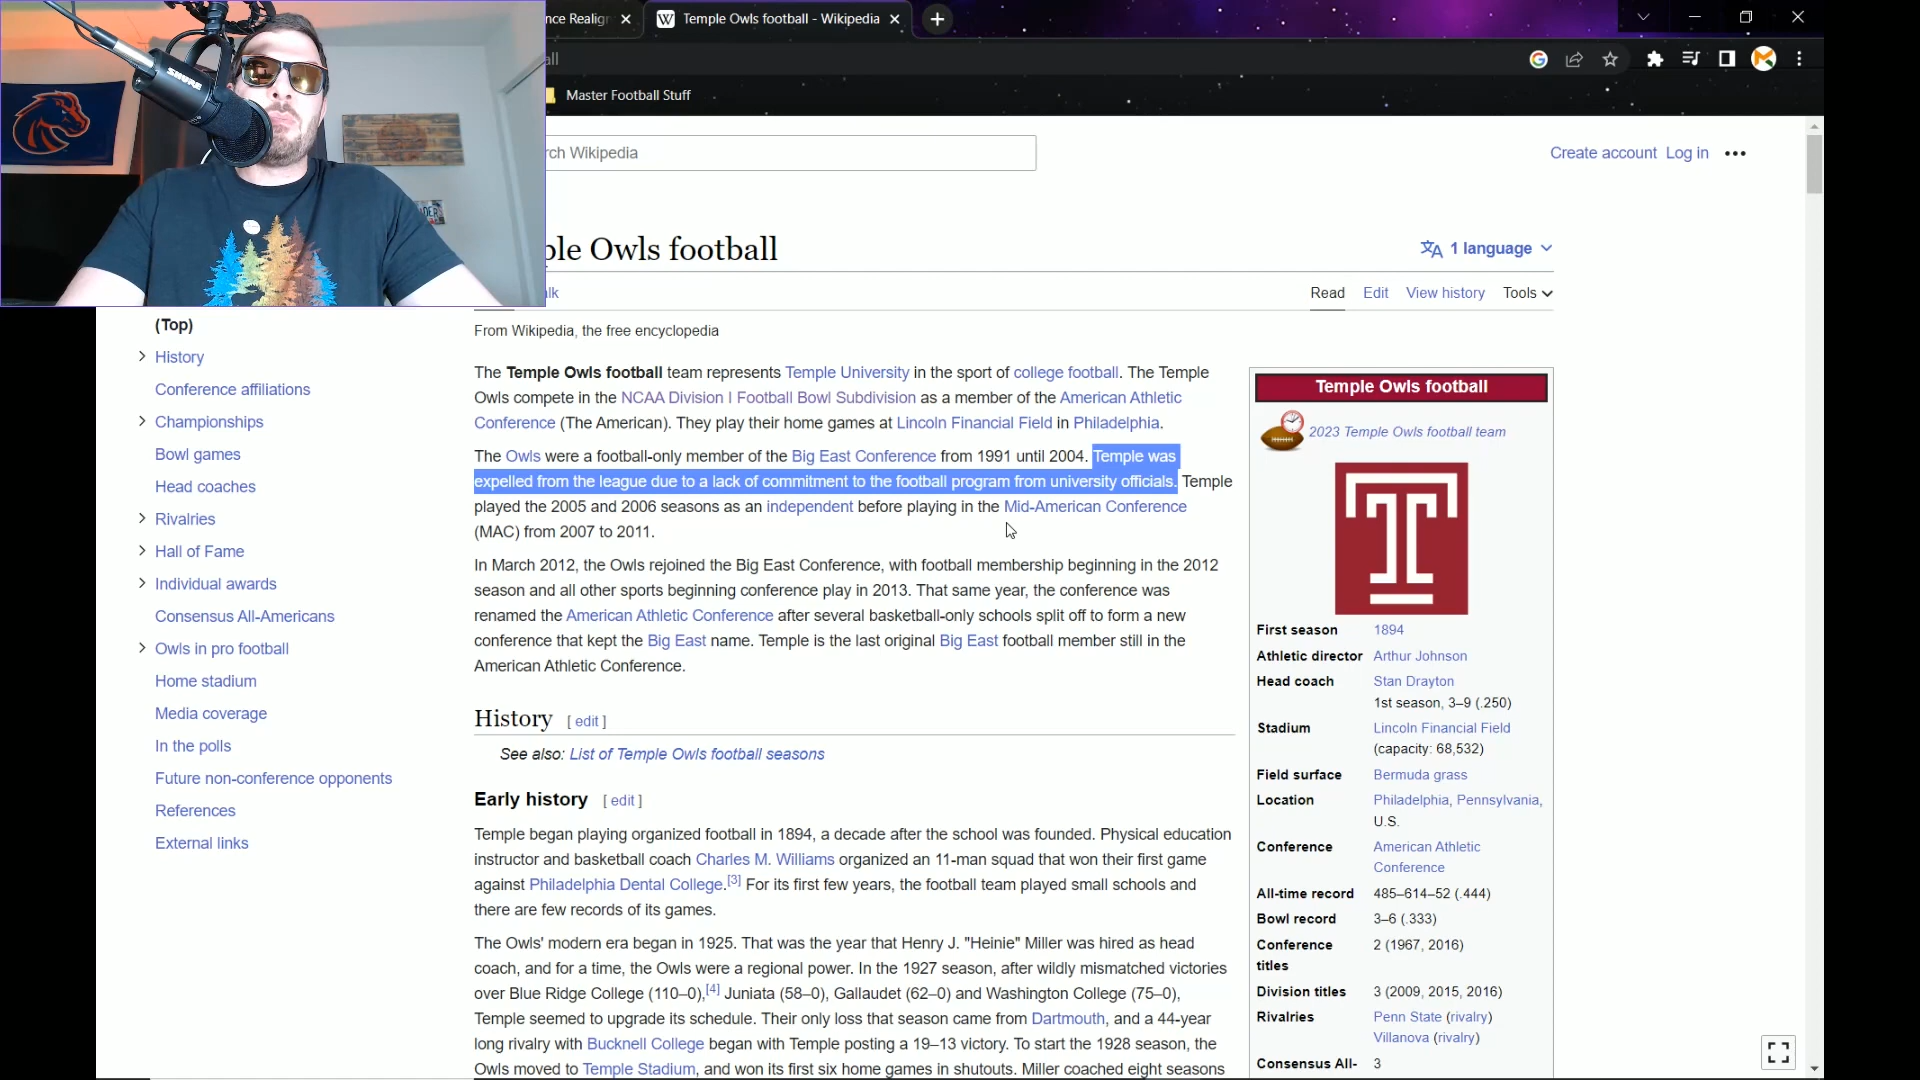 nce Realign
Temple Owls football - Wikipedia
all
Master Football Stuff
SHURE
rch Wikipedia
Create account Log in
ple Owls football
1 language
alk
Read Edit View history Tools
From Wikipedia, the free encyclopedia
(Top)
History
Conference affiliations
Championships
Bowl games
Head coaches
Rivalries
Hall of Fame
Individual awards
Consensus All-Americans
Owls in pro football
Home stadium
Media coverage
In the polls
Future non-conference opponents
References
External links
The Temple Owls football team represents Temple University in the sport of college football. The Temple
Owls compete in the NCAA Division I Football Bowl Subdivision as a member of the American Athletic
Conference (The American). They play their home games at Lincoln Financial Field in Philadelphia.
The Owls were a football-only member of the Big East Conference from 1991 until 2004. Temple was
expelled from the league due to a lack of commitment to the football program from university officials. Temple
played the 2005 and 2006 seasons as an independent before playing in the Mid-American Conference
(MAC) from 2007 to 2011.
In March 2012, the Owls rejoined the Big East Conference, with football membership beginning in the 2012
season and all other sports beginning conference play in 2013. That same year, the conference was
renamed the American Athletic Conference after several basketball-only schools split off to form a new
conference that kept the Big East name. Temple is the last original Big East football member still in the
American Athletic Conference.
History [ edit ]
See also: List of Temple Owls football seasons
Early history [ edit ]
Temple began playing organized football in 1894, a decade after the school was founded. Physical education
instructor and basketball coach Charles M. Williams organized an 11-man squad that won their first game
against Philadelphia Dental College.[3] For its first few years, the football team played small schools and
there are few records of its games.
The Owls' modern era began in 1925. That was the year that Henry J. "Heinie" Miller was hired as head
coach, and for a time, the Owls were a regional power. In the 1927 season, after wildly mismatched victories
over Blue Ridge College (110–0),[4] Juniata (58–0), Gallaudet (62–0) and Washington College (75–0),
Temple seemed to upgrade its schedule. Their only loss that season came from Dartmouth, and a 44-year
long rivalry with Bucknell College began with Temple posting a 19–13 victory. To start the 1928 season, the
Owls moved to Temple Stadium, and won its first six home games in shutouts. Miller coached eight seasons
Temple Owls football
2023 Temple Owls football team
T
First season 1894
Athletic director Arthur Johnson
Head coach Stan Drayton
1st season, 3–9 (.250)
Stadium Lincoln Financial Field
(capacity: 68,532)
Field surface Bermuda grass
Location Philadelphia, Pennsylvania,
U.S.
Conference American Athletic
Conference
All-time record 485–614–52 (.444)
Bowl record 3–6 (.333)
Conference 2 (1967, 2016)
titles
Division titles 3 (2009, 2015, 2016)
Rivalries Penn State (rivalry)
Villanova (rivalry)
Consensus All- 3